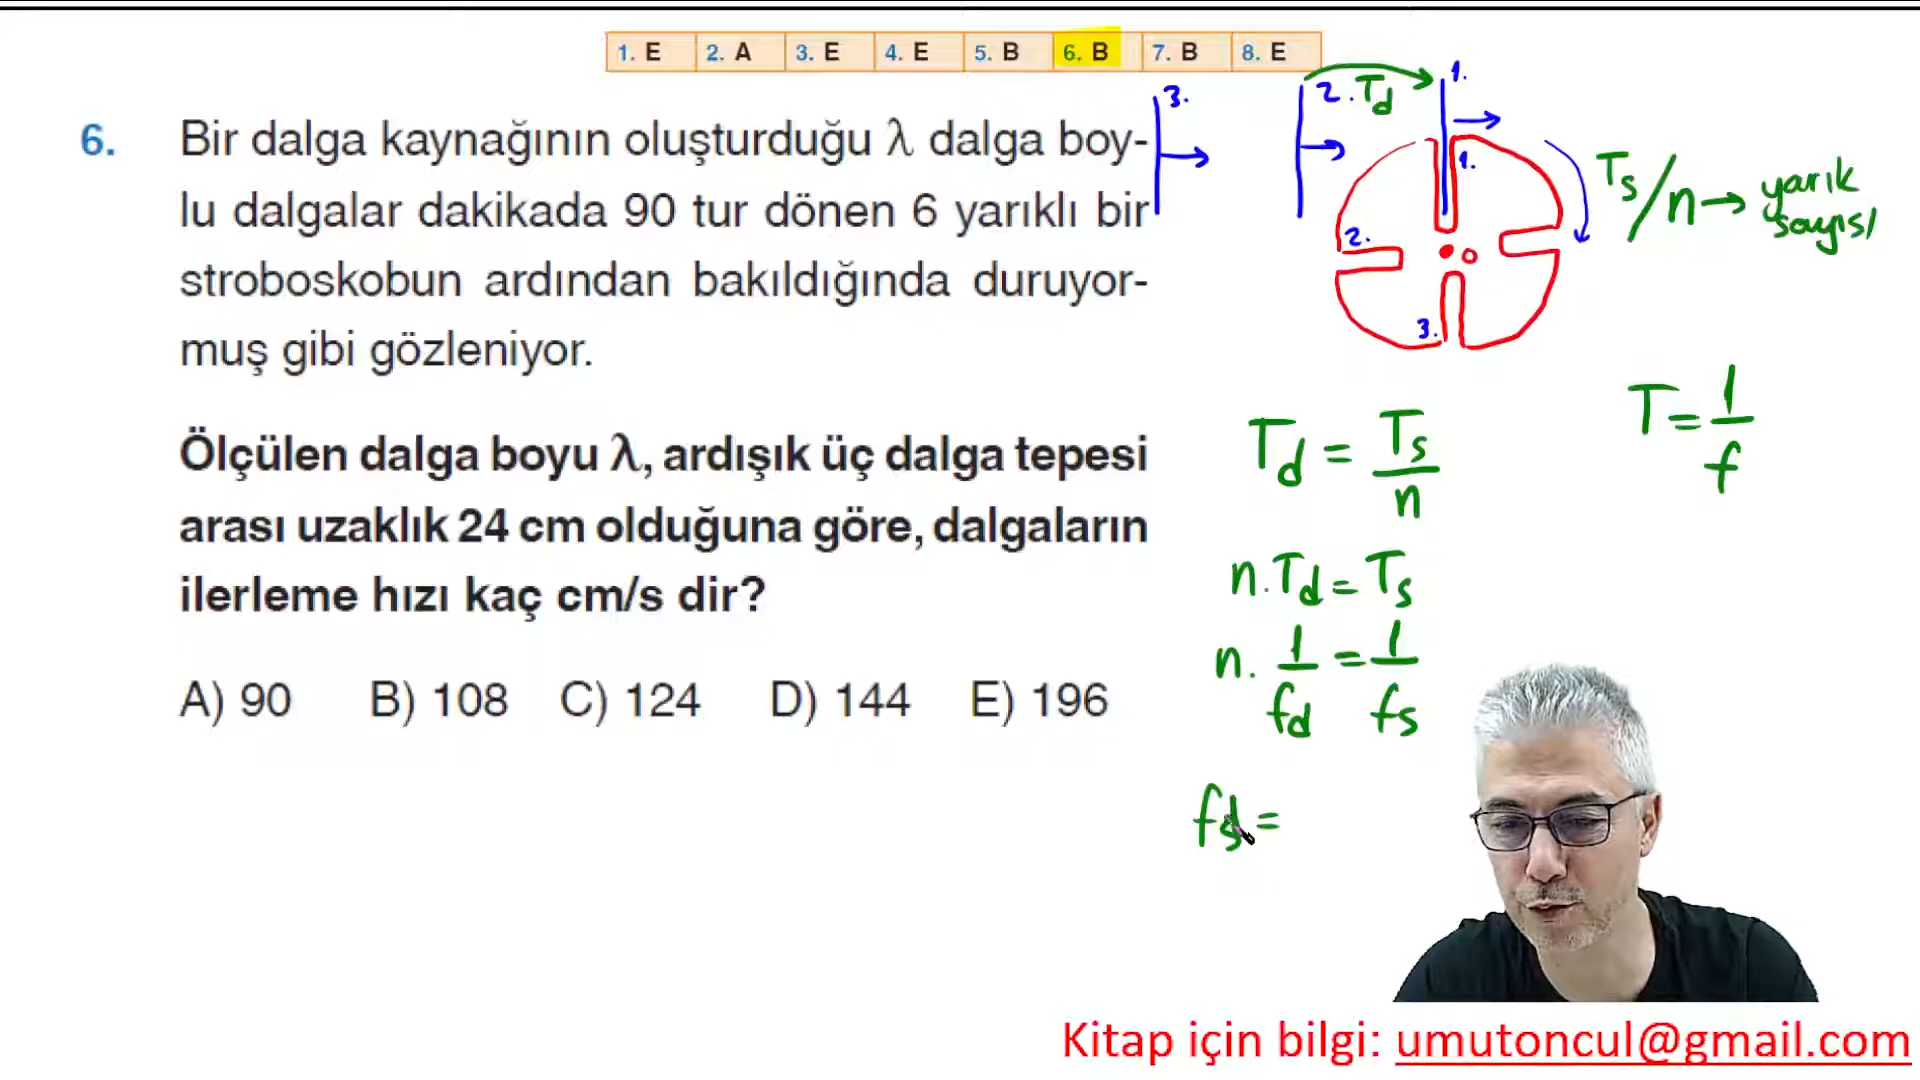 1. E 2. A 3. E 4. E 5. B 6. B 7. B 8. E
6. Bir dalga kaynağının oluşturduğu λ dalga boy-
lu dalgalar dakikada 90 tur dönen 6 yarıklı bir
stroboskobun ardından bakıldığında duruyor-
muş gibi gözleniyor.
Ölçülen dalga boyu λ, ardışık üç dalga tepesi
arası uzaklık 24 cm olduğuna göre, dalgaların
ilerleme hızı kaç cm/s dir?
A) 90 B) 108 C) 124 D) 144 E) 196
3.
2. Td
1.
1.
2.
3.
o
Ts/n → yarık
sayısı
Td = Ts/n
T = 1/f
n.Td = Ts
n. 1/fd = 1/fs
Kitap için bilgi: umutoncul@gmail.com